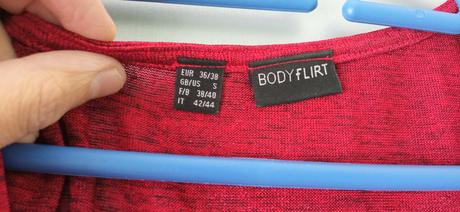 EUR 36/38
GB/US S
F/B 38/40
IT 42/44
BODYfLIRT